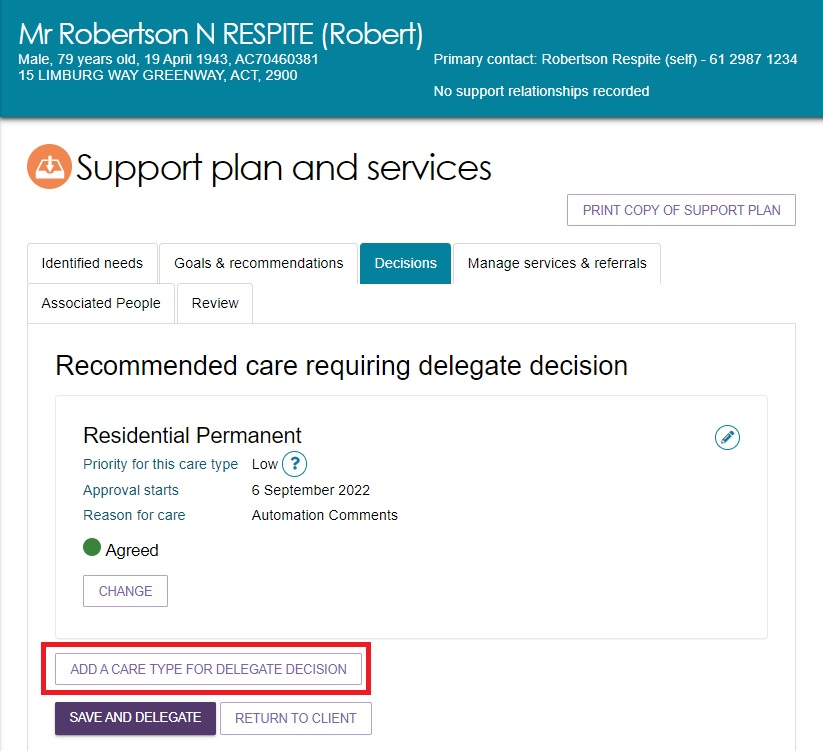 Mr Robertson N RESPITE (Robert)
Male, 79 years old, 19 April 1943, AC70460381
15 LIMBURG WAY GREENWAY, ACT, 2900
Primary contact: Robertson Respite (self) - 61 2987 1234
No support relationships recorded
Support plan and services
PRINT COPY OF SUPPORT PLAN
Identified needs
Goals & recommendations
Decisions
Manage services & referrals
Associated People
Review
Recommended care requiring delegate decision
Residential Permanent
Priority for this care type Low ?
Approval starts 6 September 2022
Reason for care Automation Comments
Agreed
CHANGE
ADD A CARE TYPE FOR DELEGATE DECISION
SAVE AND DELEGATE
RETURN TO CLIENT